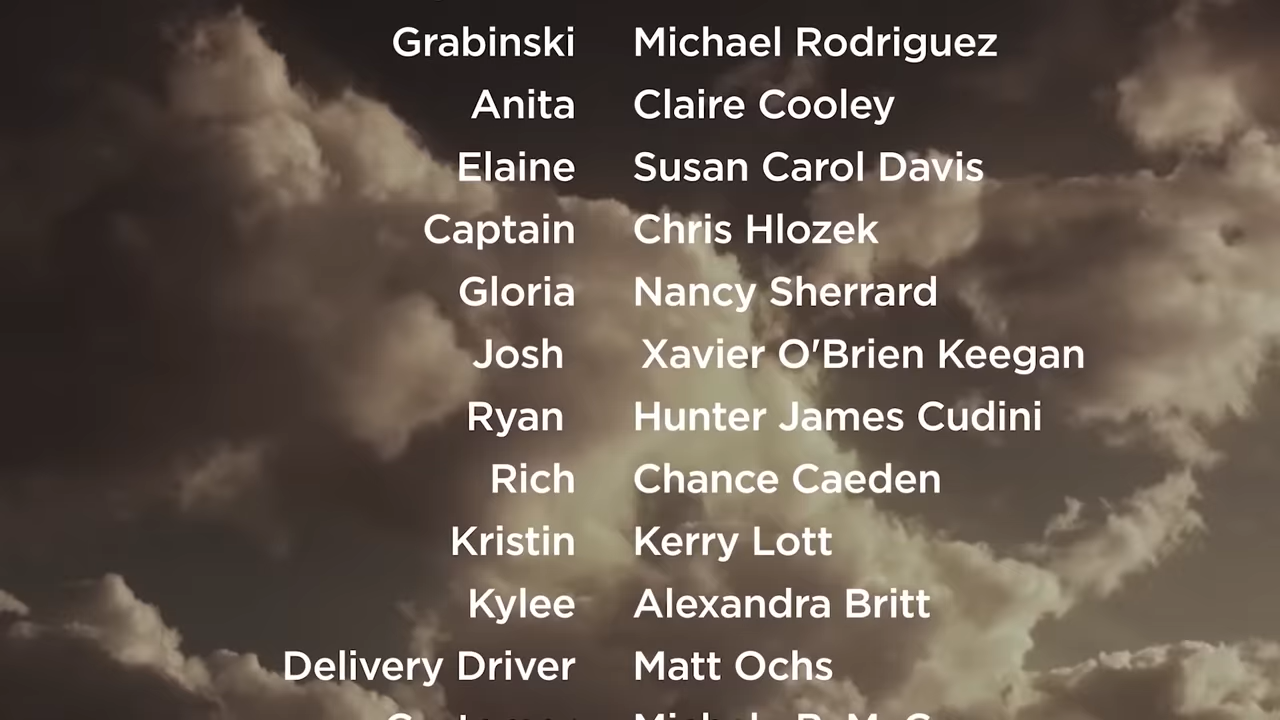 Grabinski Michael Rodriguez
Anita Claire Cooley
Elaine Susan Carol Davis
Captain Chris Hlozek
Gloria Nancy Sherrard
Josh Xavier O'Brien Keegan
Ryan Hunter James Cudini
Rich Chance Caeden
Kristin Kerry Lott
Kylee Alexandra Britt
Delivery Driver Matt Ochs